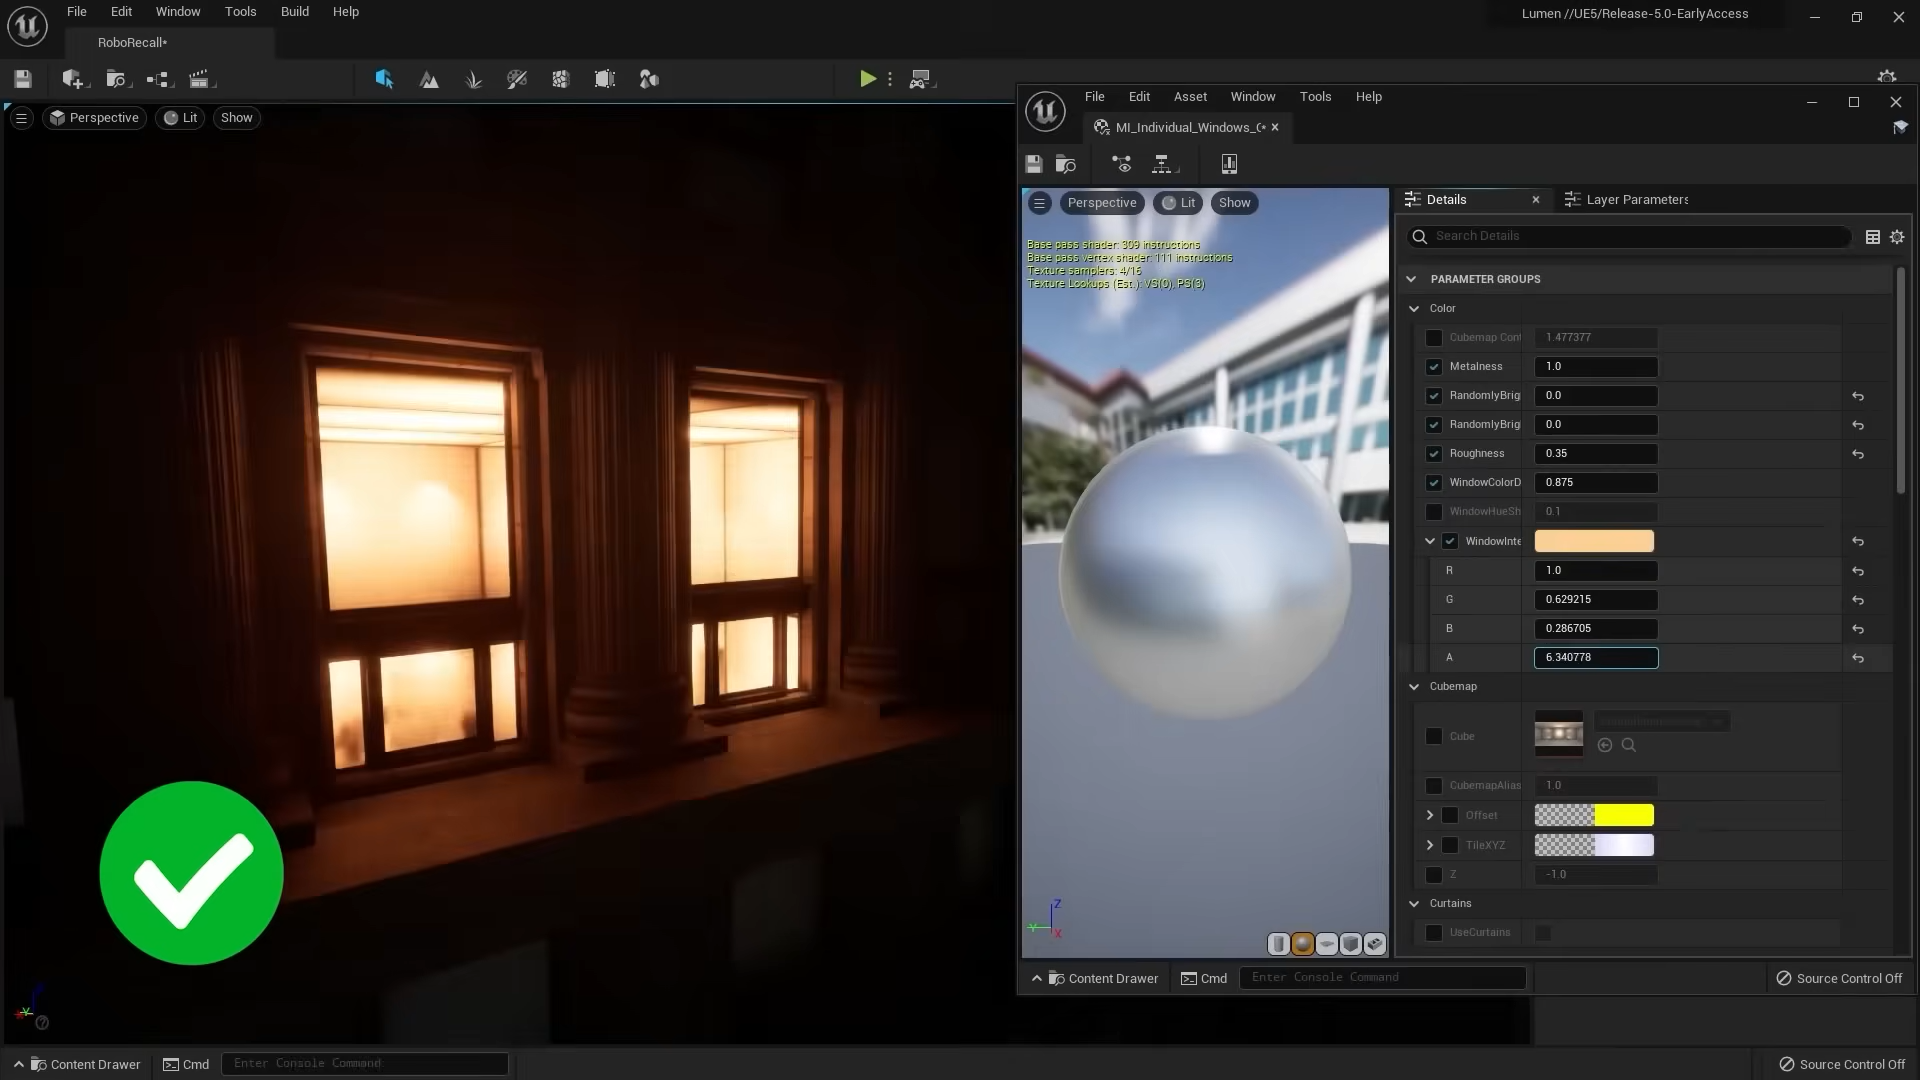 File Edit Window Tools Build Help
Lumen //UE5/Release-5.0-EarlyAccess
RoboRecall*
Perspective Lit Show
File Edit Asset Window Tools Help
MI_Individual_Windows_
Perspective Lit Show
Base pass shader: 309 instructions
Base pass vertex shader: 111 instructions
Texture samplers: 4/16
Texture Lookups (Est.): VS(0), PS(3)
Details
Layer Parameters
Search Details
PARAMETER GROUPS
Color
Cubemap Cont 1.477377
Metalness 1.0
RandomlyBrig 0.0
RandomlyBrig 0.0
Roughness 0.35
WindowColorD 0.875
WindowHueSh 0.1
WindowInte
R 1.0
G 0.629215
B 0.286705
A 6.340778
Cubemap
Cube
CubemapAlias 1.0
Offset
TileXYZ
Z -1.0
Curtains
UseCurtains
Z
Y
X
Content Drawer Cmd Enter Console Command Source Control Off
Y
Content Drawer Cmd Enter Console Command Source Control Off